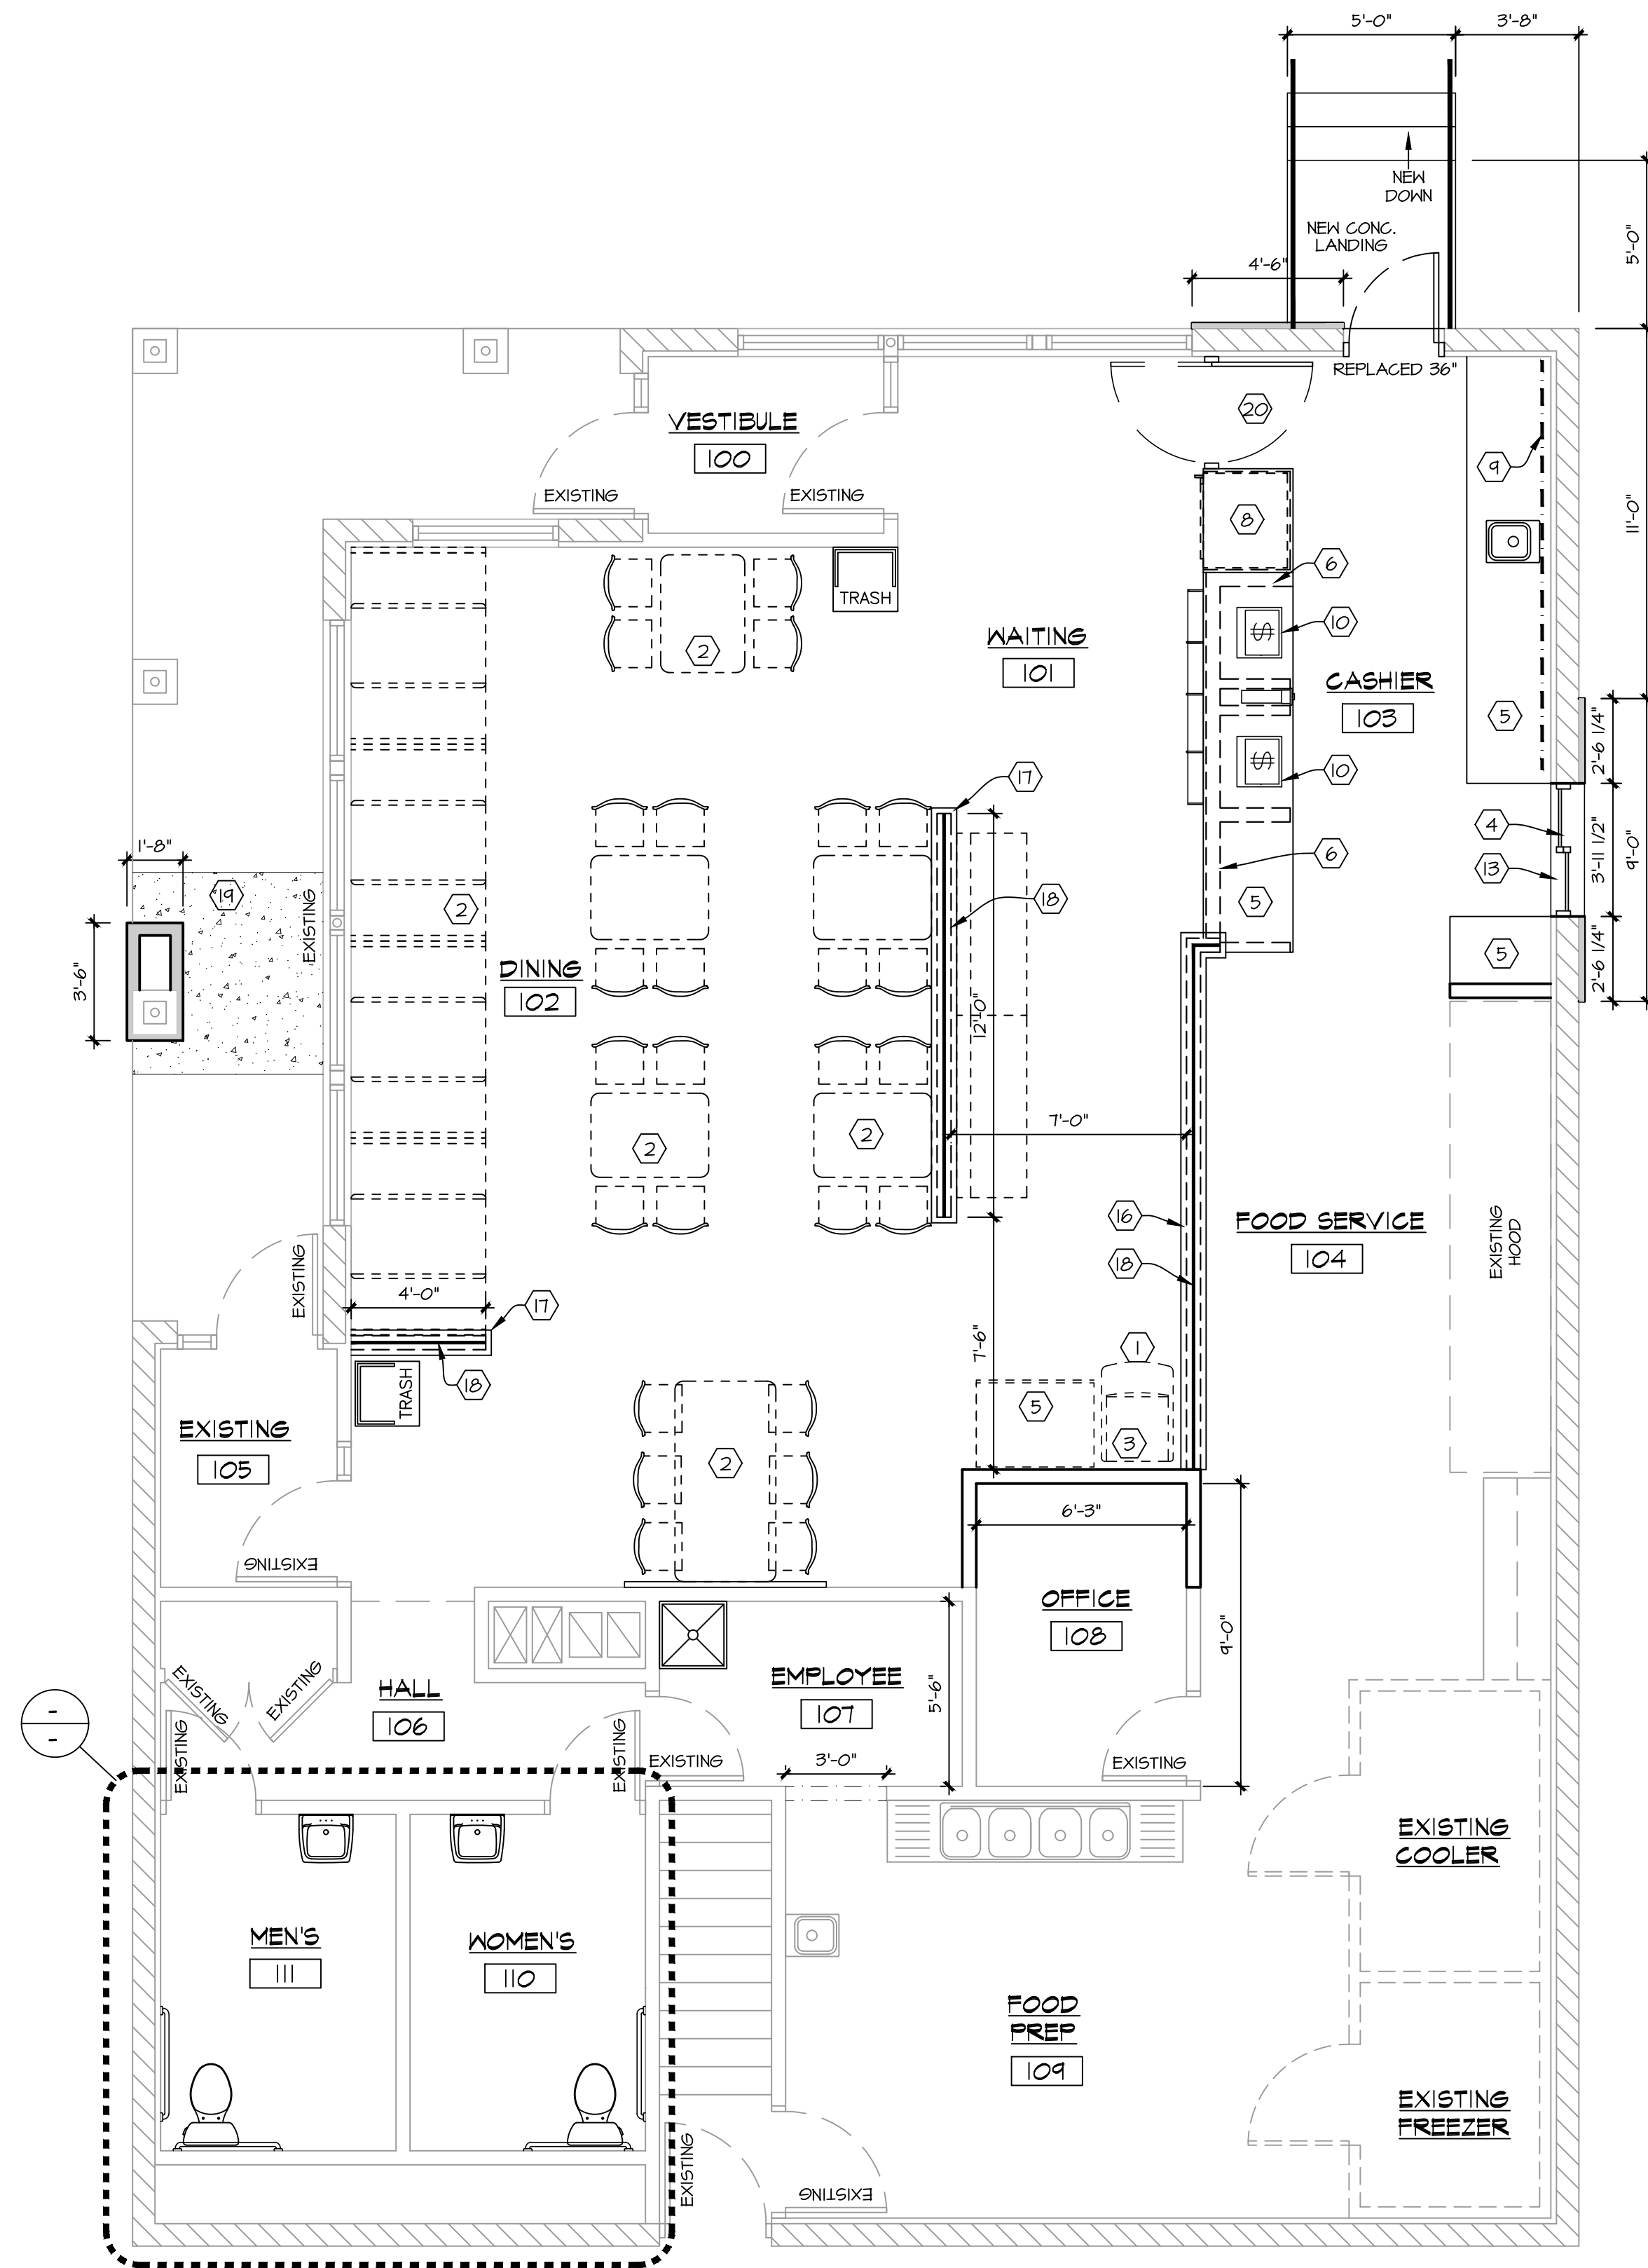 5'-0"
3'-8"
NEW
DOWN
NEW CONC.
LANDING
5'-0"
4'-6"
REPLACED 36"
VESTIBULE
100
EXISTING
EXISTING
20
9
8
11'-0"
6
TRASH
2
WAITING
101
10
CASHIER
103
5
2'-6 1/4"
17
10
4
3'-11 1/2"
9'-0"
6
13
1'-8"
19
EXISTING
2
18
5
5
2'-6 1/4"
3'-6"
DINING
102
12'-0"
2
2
7'-0"
16
18
FOOD SERVICE
104
EXISTING
HOOD
EXISTING
4'-0"
17
18
TRASH
7'-6"
1
5
3
EXISTING
105
2
6'-3"
EXISTING
OFFICE
108
9'-0"
EXISTING
EXISTING
HALL
106
EMPLOYEE
107
5'-6"
-
-
EXISTING
EXISTING
EXISTING
3'-0"
EXISTING
EXISTING
COOLER
MEN'S
111
WOMEN'S
110
FOOD
PREP
109
EXISTING
FREEZER
EXISTING
EXISTING